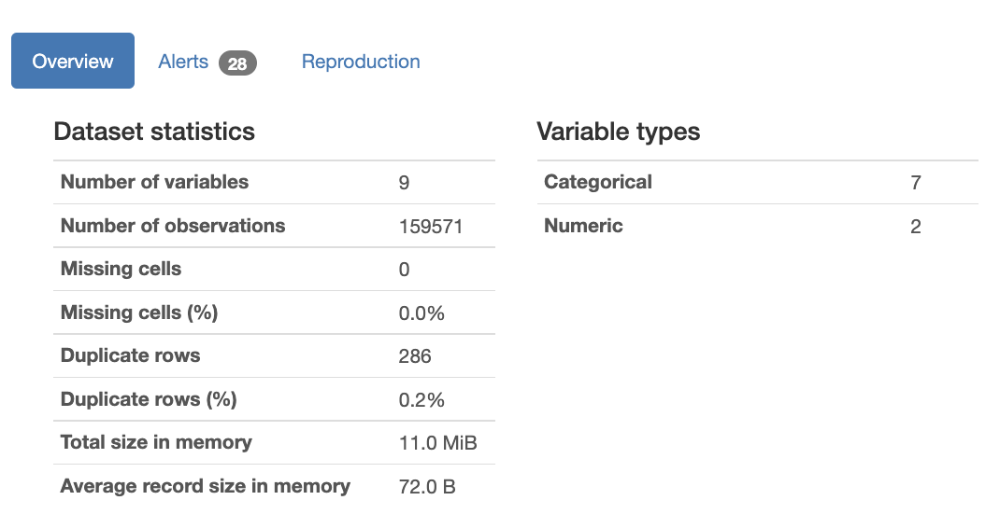 Overview Alerts 28 Reproduction
Dataset statistics
Number of variables 9
Number of observations 159571
Missing cells 0
Missing cells (%) 0.0%
Duplicate rows 286
Duplicate rows (%) 0.2%
Total size in memory 11.0 MiB
Average record size in memory 72.0 B
Variable types
Categorical 7
Numeric 2